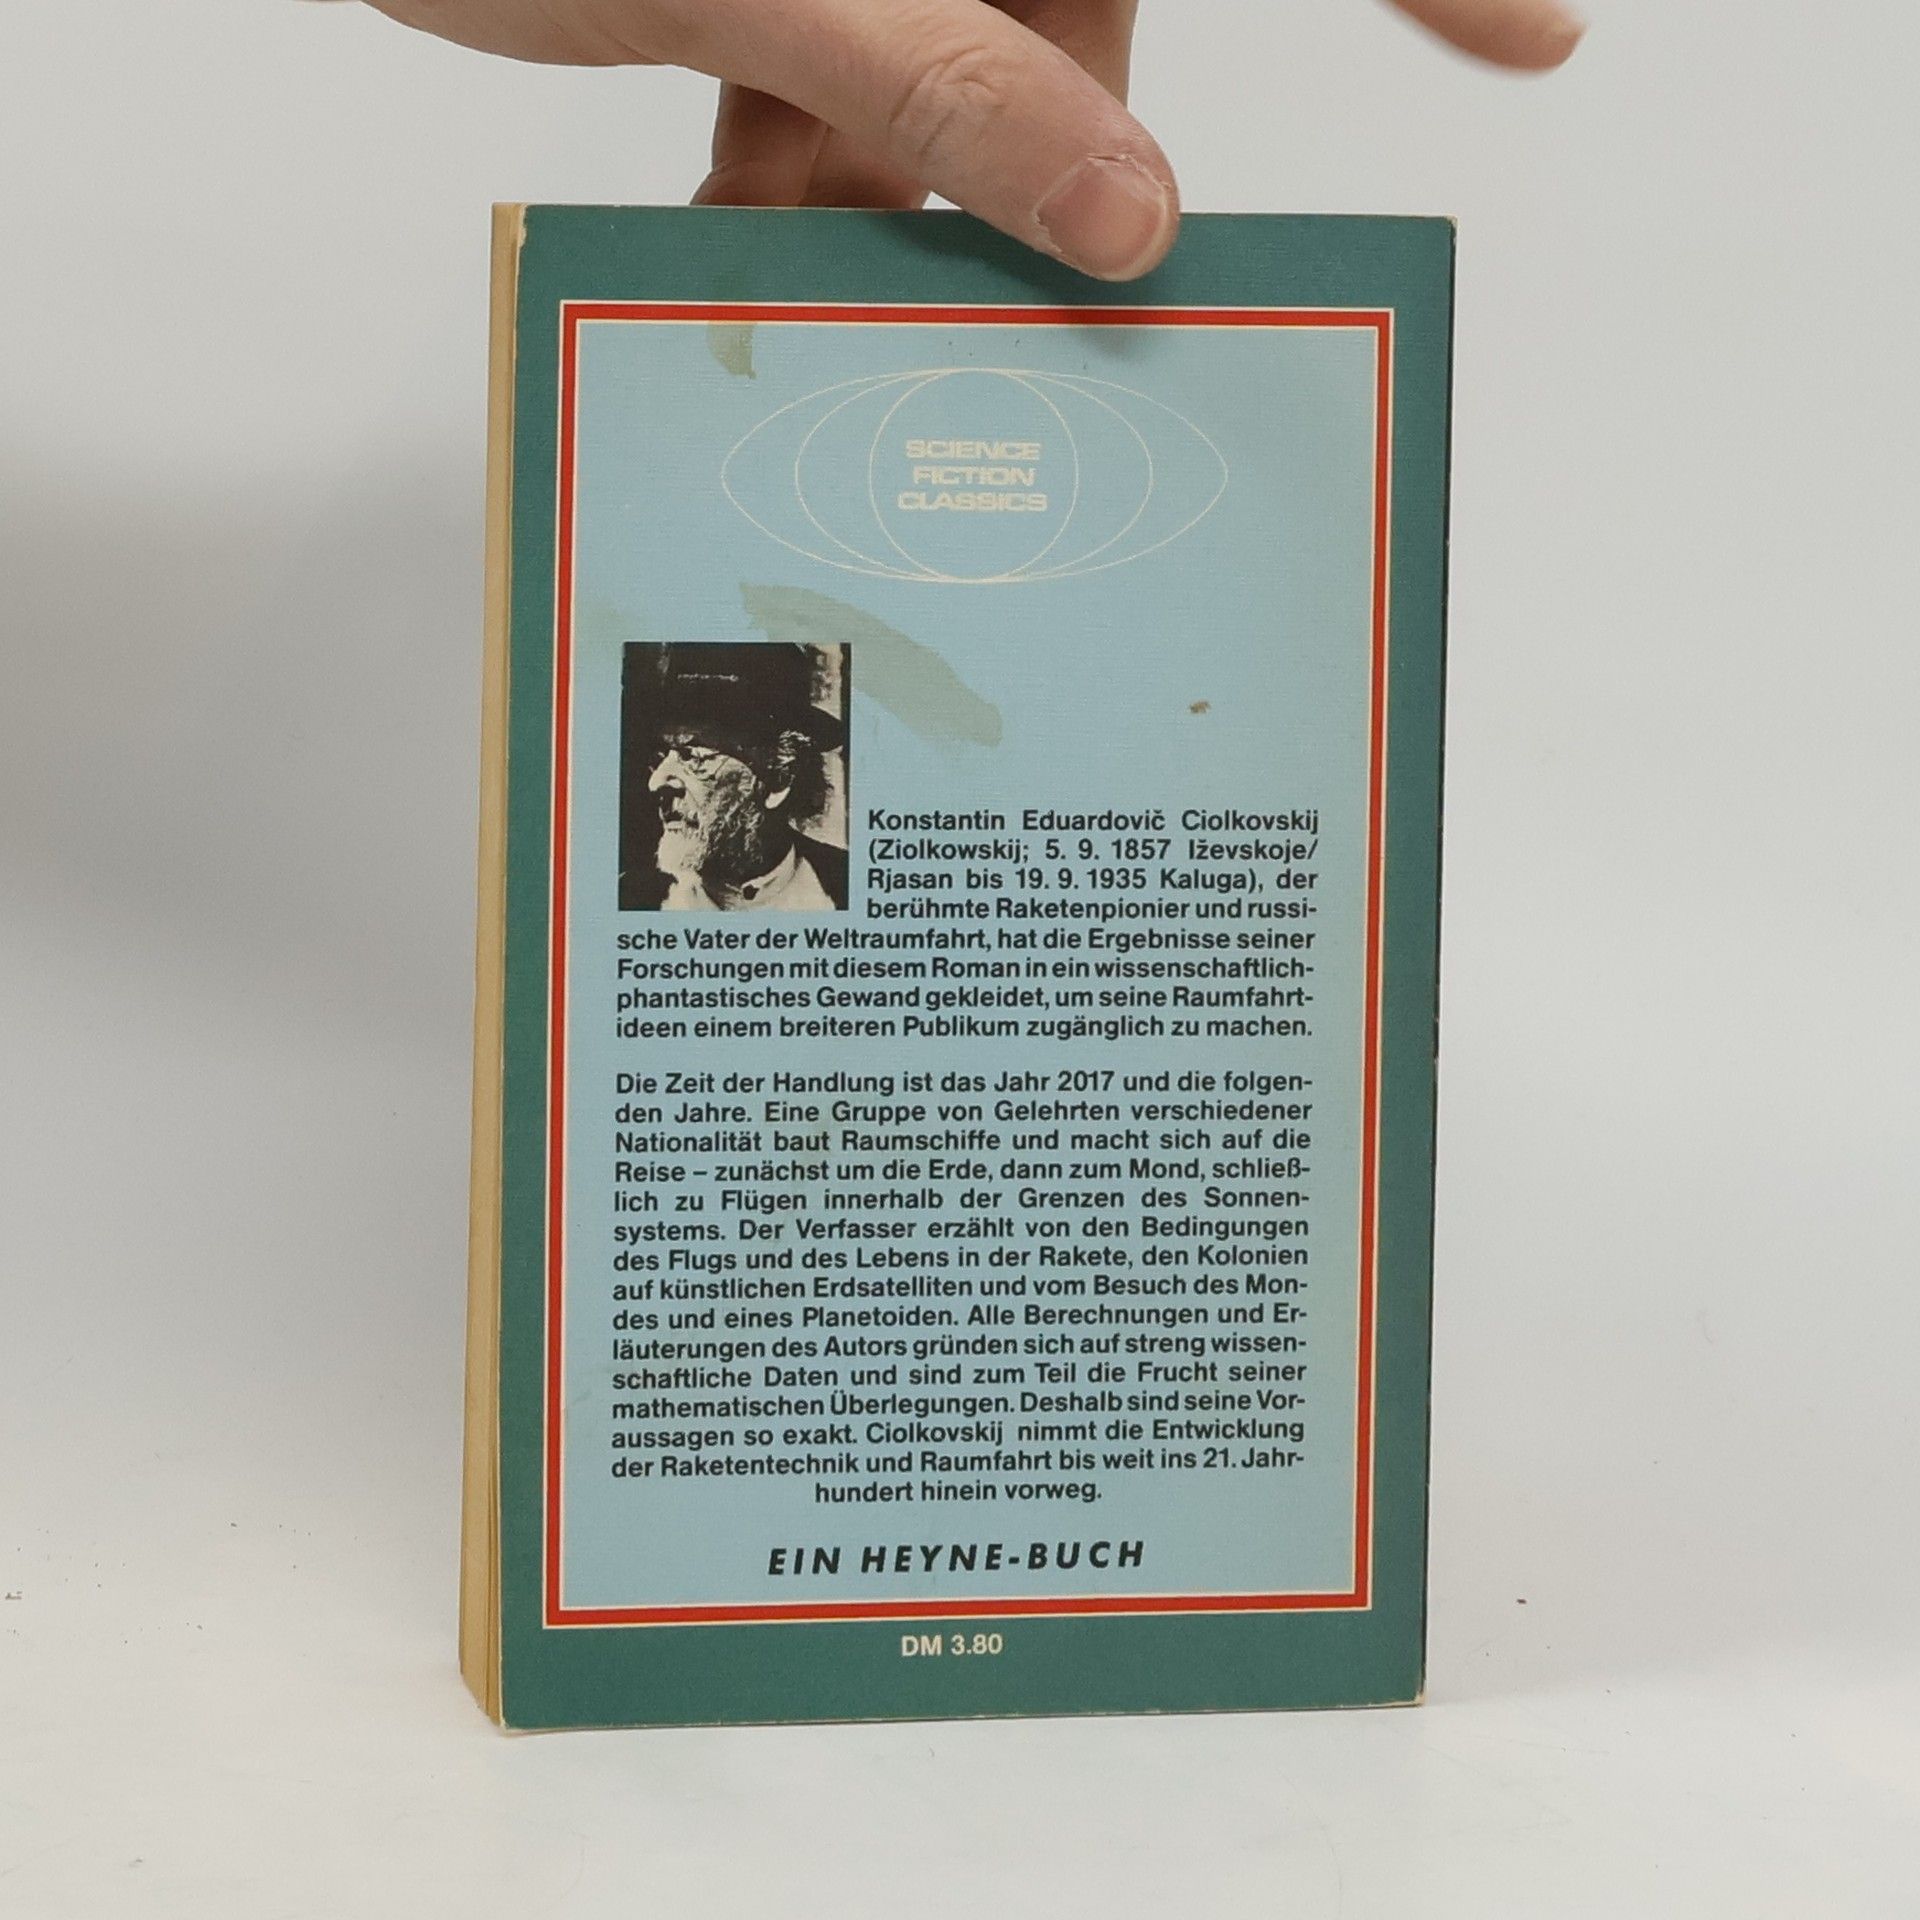 SCIENCE
FICTION
CLASSICS
Konstantin Eduardovič Ciolkovskij
(Ziolkowskij; 5. 9. 1857 Iževskoje/
Rjasan bis 19. 9. 1935 Kaluga), der
berühmte Raketenpionier und russi-
sche Vater der Weltraumfahrt, hat die Ergebnisse seiner
Forschungen mit diesem Roman in ein wissenschaftlich-
phantastisches Gewand gekleidet, um seine Raumfahrt-
ideen einem breiteren Publikum zugänglich zu machen.
Die Zeit der Handlung ist das Jahr 2017 und die folgen-
den Jahre. Eine Gruppe von Gelehrten verschiedener
Nationalität baut Raumschiffe und macht sich auf die
Reise – zunächst um die Erde, dann zum Mond, schließ-
lich zu Flügen innerhalb der Grenzen des Sonnen-
systems. Der Verfasser erzählt von den Bedingungen
des Flugs und des Lebens in der Rakete, den Kolonien
auf künstlichen Erdsatelliten und vom Besuch des Mon-
des und eines Planetoiden. Alle Berechnungen und Er-
läuterungen des Autors gründen sich auf streng wissen-
schaftliche Daten und sind zum Teil die Frucht seiner
mathematischen Überlegungen. Deshalb sind seine Vor-
aussagen so exakt. Ciolkovskij nimmt die Entwicklung
der Raketentechnik und Raumfahrt bis weit ins 21. Jahr-
hundert hinein vorweg.
EIN HEYNE-BUCH
DM 3.80